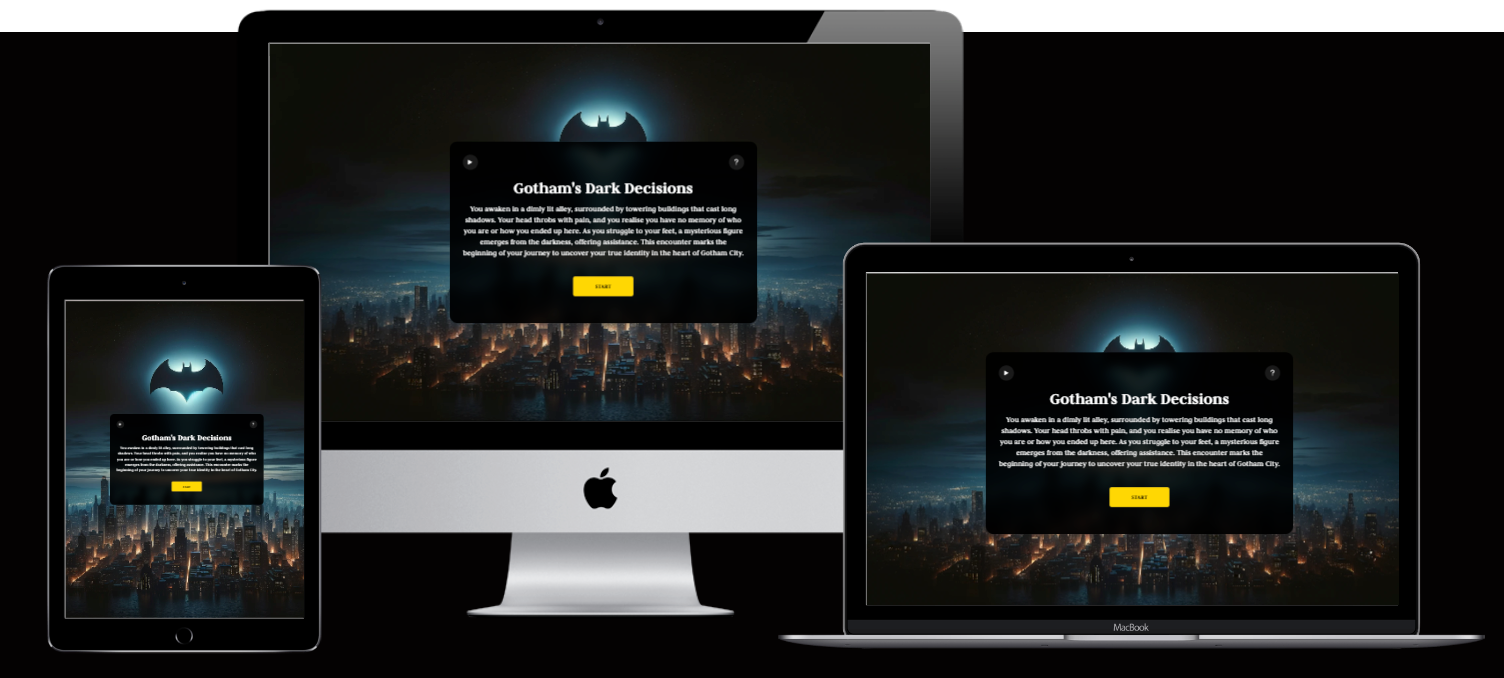 ?
Gotham's Dark Decisions
You awaken in a dimly lit alley, surrounded by towering buildings that cast long
shadows. Your head throbs with pain, and you realise you have no memory of who
you are or how you ended up here. As you struggle to your feet, a mysterious figure
emerges from the darkness, offering assistance. This encounter marks the
beginning of your journey to uncover your true identity in the heart of Gotham City.
START
?
Gotham's Dark Decisions
You awaken in a dimly lit alley, surrounded by towering buildings that cast long
shadows. Your head throbs with pain, and you realise you have no memory of who
you are or how you ended up here. As you struggle to your feet, a mysterious figure
emerges from the darkness, offering assistance. This encounter marks the
beginning of your journey to uncover your true identity in the heart of Gotham City.
START
?
Gotham's Dark Decisions
You awaken in a dimly lit alley, surrounded by towering buildings that cast long
shadows. Your head throbs with pain, and you realise you have no memory of who
you are or how you ended up here. As you struggle to your feet, a mysterious figure
emerges from the darkness, offering assistance. This encounter marks the
beginning of your journey to uncover your true identity in the heart of Gotham City.
START
MacBook